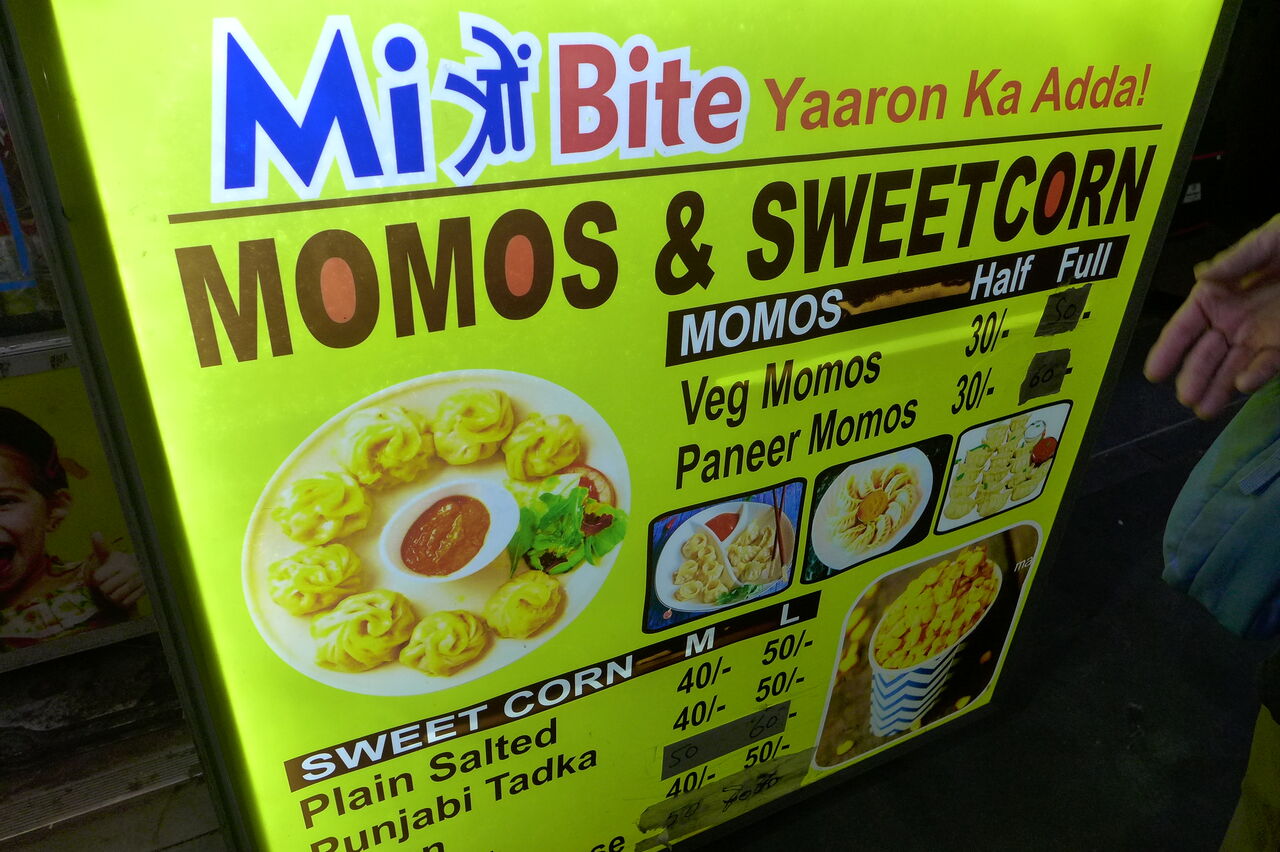 Miत्रों Bite Yaaron Ka Adda!
MOMOS & SWEETCORN
MOMOS Half Full
Veg Momos 30/- 50/-
Paneer Momos 30/- 60/-
SWEET CORN M L
Plain Salted 40/- 50/-
Punjabi Tadka 40/- 50/-
50 60/-
40/- 50/-